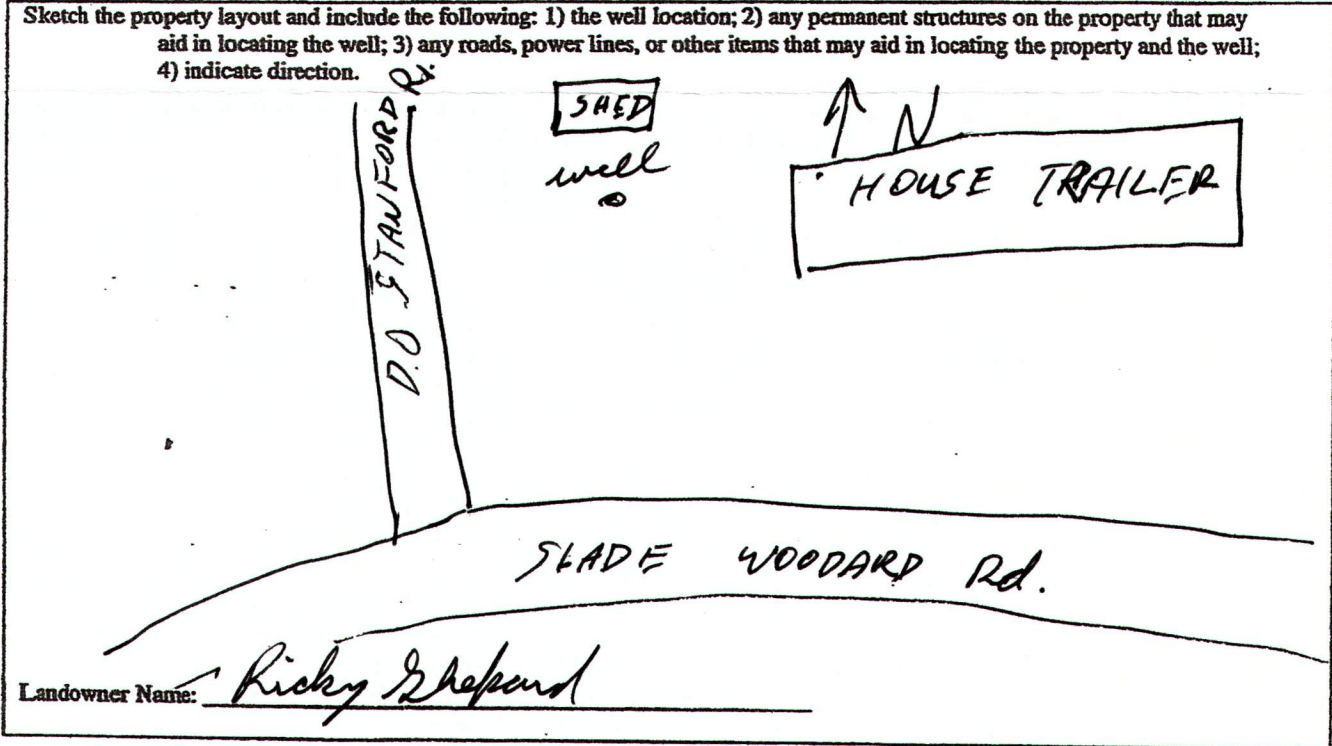 Sketch the property layout and include the following: 1) the well location; 2) any permanent structures on the property that may
aid in locating the well; 3) any roads, power lines, or other items that may aid in locating the property and the well;
4) indicate direction.
D.O STANFORD Rd.
SHED
well
N
HOUSE TRAILER
SLADE WOODARD Rd.
Landowner Name: Ricky Shepard